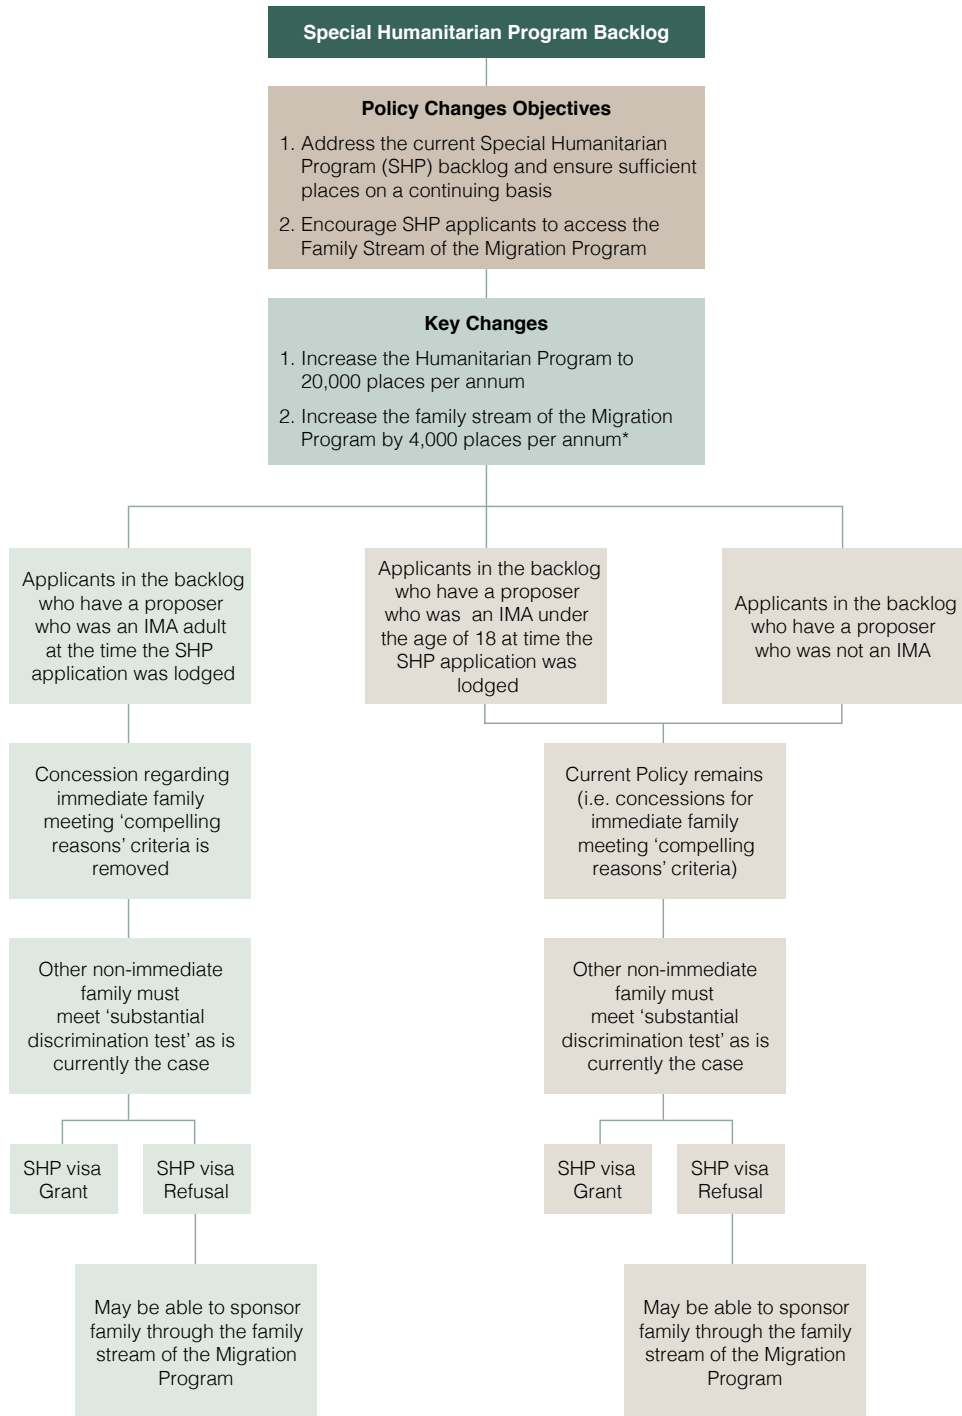 Special Humanitarian Program Backlog
Policy Changes Objectives
1. Address the current Special Humanitarian
Program (SHP) backlog and ensure sufficient
places on a continuing basis
2. Encourage SHP applicants to access the
Family Stream of the Migration Program
Key Changes
1. Increase the Humanitarian Program to
20,000 places per annum
2. Increase the family stream of the Migration
Program by 4,000 places per annum*
Applicants in the backlog
who have a proposer
who was an IMA adult
at the time the SHP
application was lodged
Applicants in the backlog
who have a proposer
who was an IMA under
the age of 18 at time the
SHP application was
lodged
Applicants in the backlog
who have a proposer
who was not an IMA
Concession regarding
immediate family
meeting ‘compelling
reasons’ criteria is
removed
Current Policy remains
(i.e. concessions for
immediate family
meeting ‘compelling
reasons’ criteria)
Other non-immediate
family must
meet ‘substantial
discrimination test’ as is
currently the case
Other non-immediate
family must
meet ‘substantial
discrimination test’ as is
currently the case
SHP visa
Grant
SHP visa
Refusal
SHP visa
Grant
SHP visa
Refusal
May be able to sponsor
family through the family
stream of the Migration
Program
May be able to sponsor
family through the family
stream of the Migration
Program